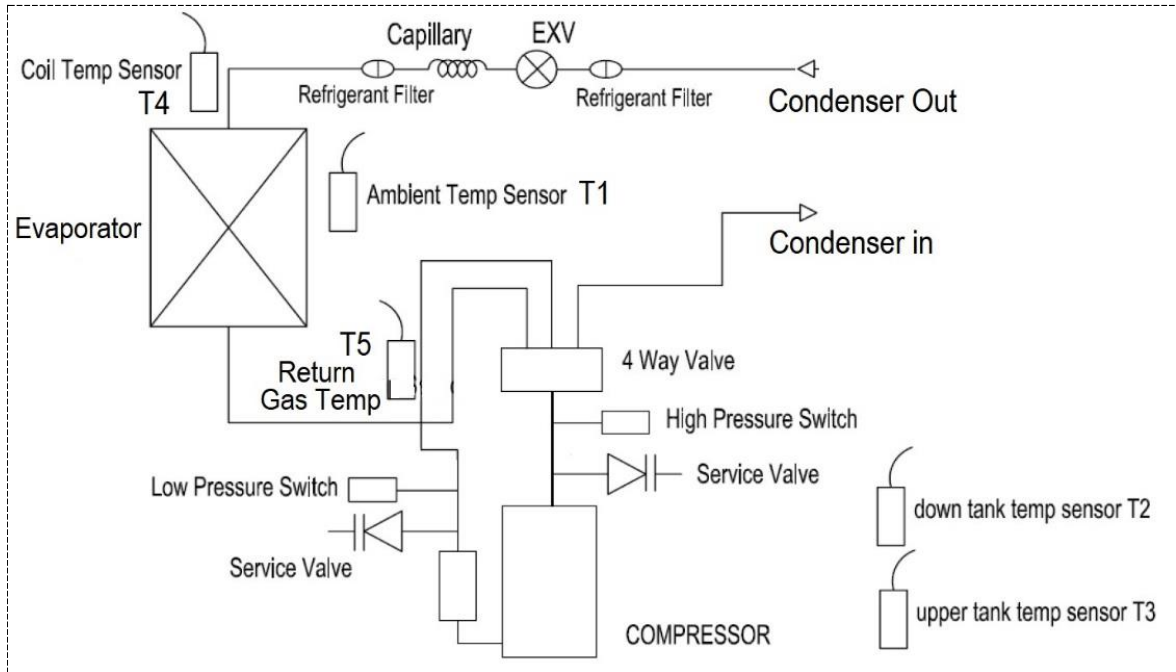 Capillary
EXV
Coil Temp Sensor
T4
Refrigerant Filter
Refrigerant Filter
Condenser Out
Ambient Temp Sensor T1
Evaporator
Condenser in
T5
Return
Gas Temp
4 Way Valve
High Pressure Switch
Low Pressure Switch
Service Valve
Service Valve
down tank temp sensor T2
upper tank temp sensor T3
COMPRESSOR